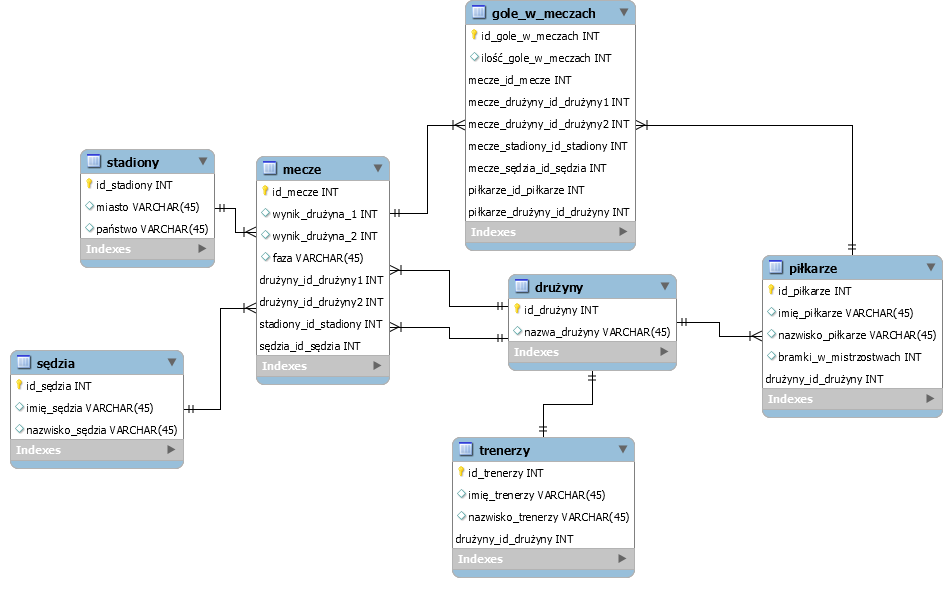 gole_w_meczach
id_gole_w_meczach INT
ilość_gole_w_meczach INT
mecze_id_mecze INT
mecze_drużyny_id_drużyny1 INT
mecze_drużyny_id_drużyny2 INT
mecze_stadiony_id_stadiony INT
mecze_sędzia_id_sędzia INT
piłkarze_id_piłkarze INT
piłkarze_drużyny_id_drużyny INT
Indexes
stadiony
id_stadiony INT
miasto VARCHAR(45)
państwo VARCHAR(45)
Indexes
mecze
id_mecze INT
wynik_drużyna_1 INT
wynik_drużyna_2 INT
faza VARCHAR(45)
drużyny_id_drużyny1 INT
drużyny_id_drużyny2 INT
stadiony_id_stadiony INT
sędzia_id_sędzia INT
Indexes
drużyny
id_drużyny INT
nazwa_drużyny VARCHAR(45)
Indexes
piłkarze
id_piłkarze INT
imię_piłkarze VARCHAR(45)
nazwisko_piłkarze VARCHAR(45)
bramki_w_mistrzostwach INT
drużyny_id_drużyny INT
Indexes
sędzia
id_sędzia INT
imię_sędzia VARCHAR(45)
nazwisko_sędzia VARCHAR(45)
Indexes
trenerzy
id_trenerzy INT
imię_trenerzy VARCHAR(45)
nazwisko_trenerzy VARCHAR(45)
drużyny_id_drużyny INT
Indexes